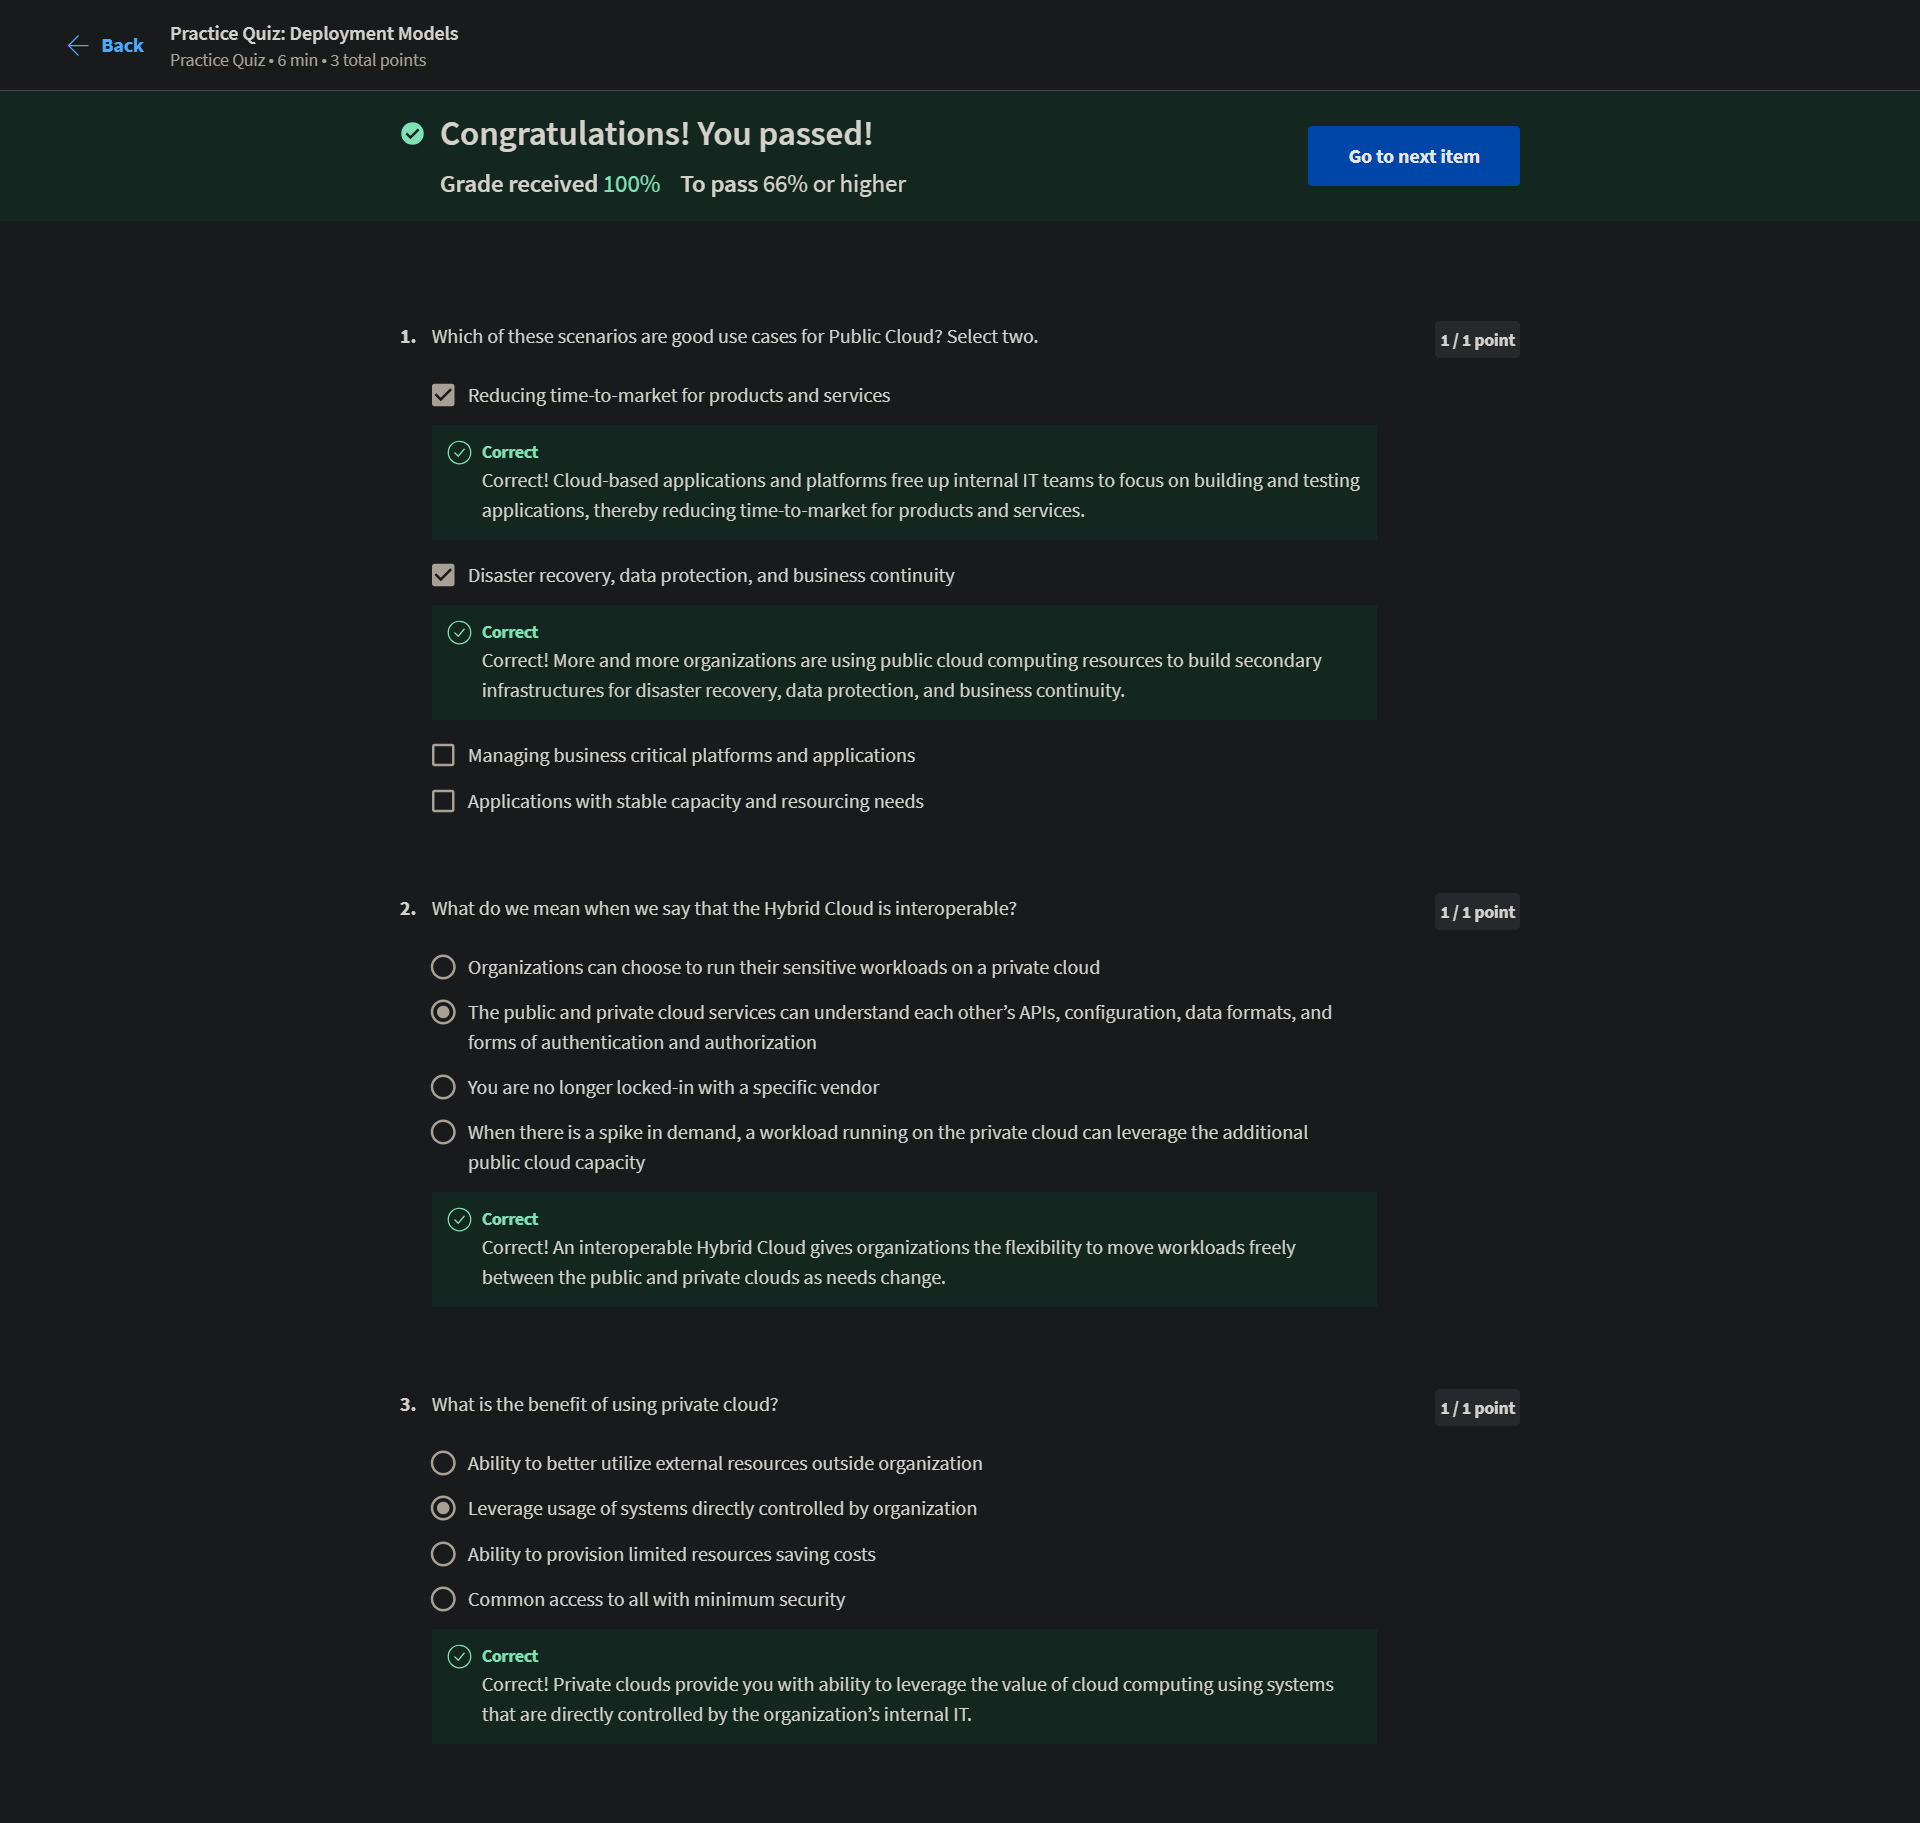 Back
Practice Quiz: Deployment Models
Practice Quiz • 6 min • 3 total points
Congratulations! You passed!
Grade received 100% To pass 66% or higher
Go to next item
1. Which of these scenarios are good use cases for Public Cloud? Select two.
1 / 1 point
Reducing time-to-market for products and services
Correct
Correct! Cloud-based applications and platforms free up internal IT teams to focus on building and testing
applications, thereby reducing time-to-market for products and services.
Disaster recovery, data protection, and business continuity
Correct
Correct! More and more organizations are using public cloud computing resources to build secondary
infrastructures for disaster recovery, data protection, and business continuity.
Managing business critical platforms and applications
Applications with stable capacity and resourcing needs
2. What do we mean when we say that the Hybrid Cloud is interoperable?
1 / 1 point
Organizations can choose to run their sensitive workloads on a private cloud
The public and private cloud services can understand each other’s APIs, configuration, data formats, and
forms of authentication and authorization
You are no longer locked-in with a specific vendor
When there is a spike in demand, a workload running on the private cloud can leverage the additional
public cloud capacity
Correct
Correct! An interoperable Hybrid Cloud gives organizations the flexibility to move workloads freely
between the public and private clouds as needs change.
3. What is the benefit of using private cloud?
1 / 1 point
Ability to better utilize external resources outside organization
Leverage usage of systems directly controlled by organization
Ability to provision limited resources saving costs
Common access to all with minimum security
Correct
Correct! Private clouds provide you with ability to leverage the value of cloud computing using systems
that are directly controlled by the organization’s internal IT.